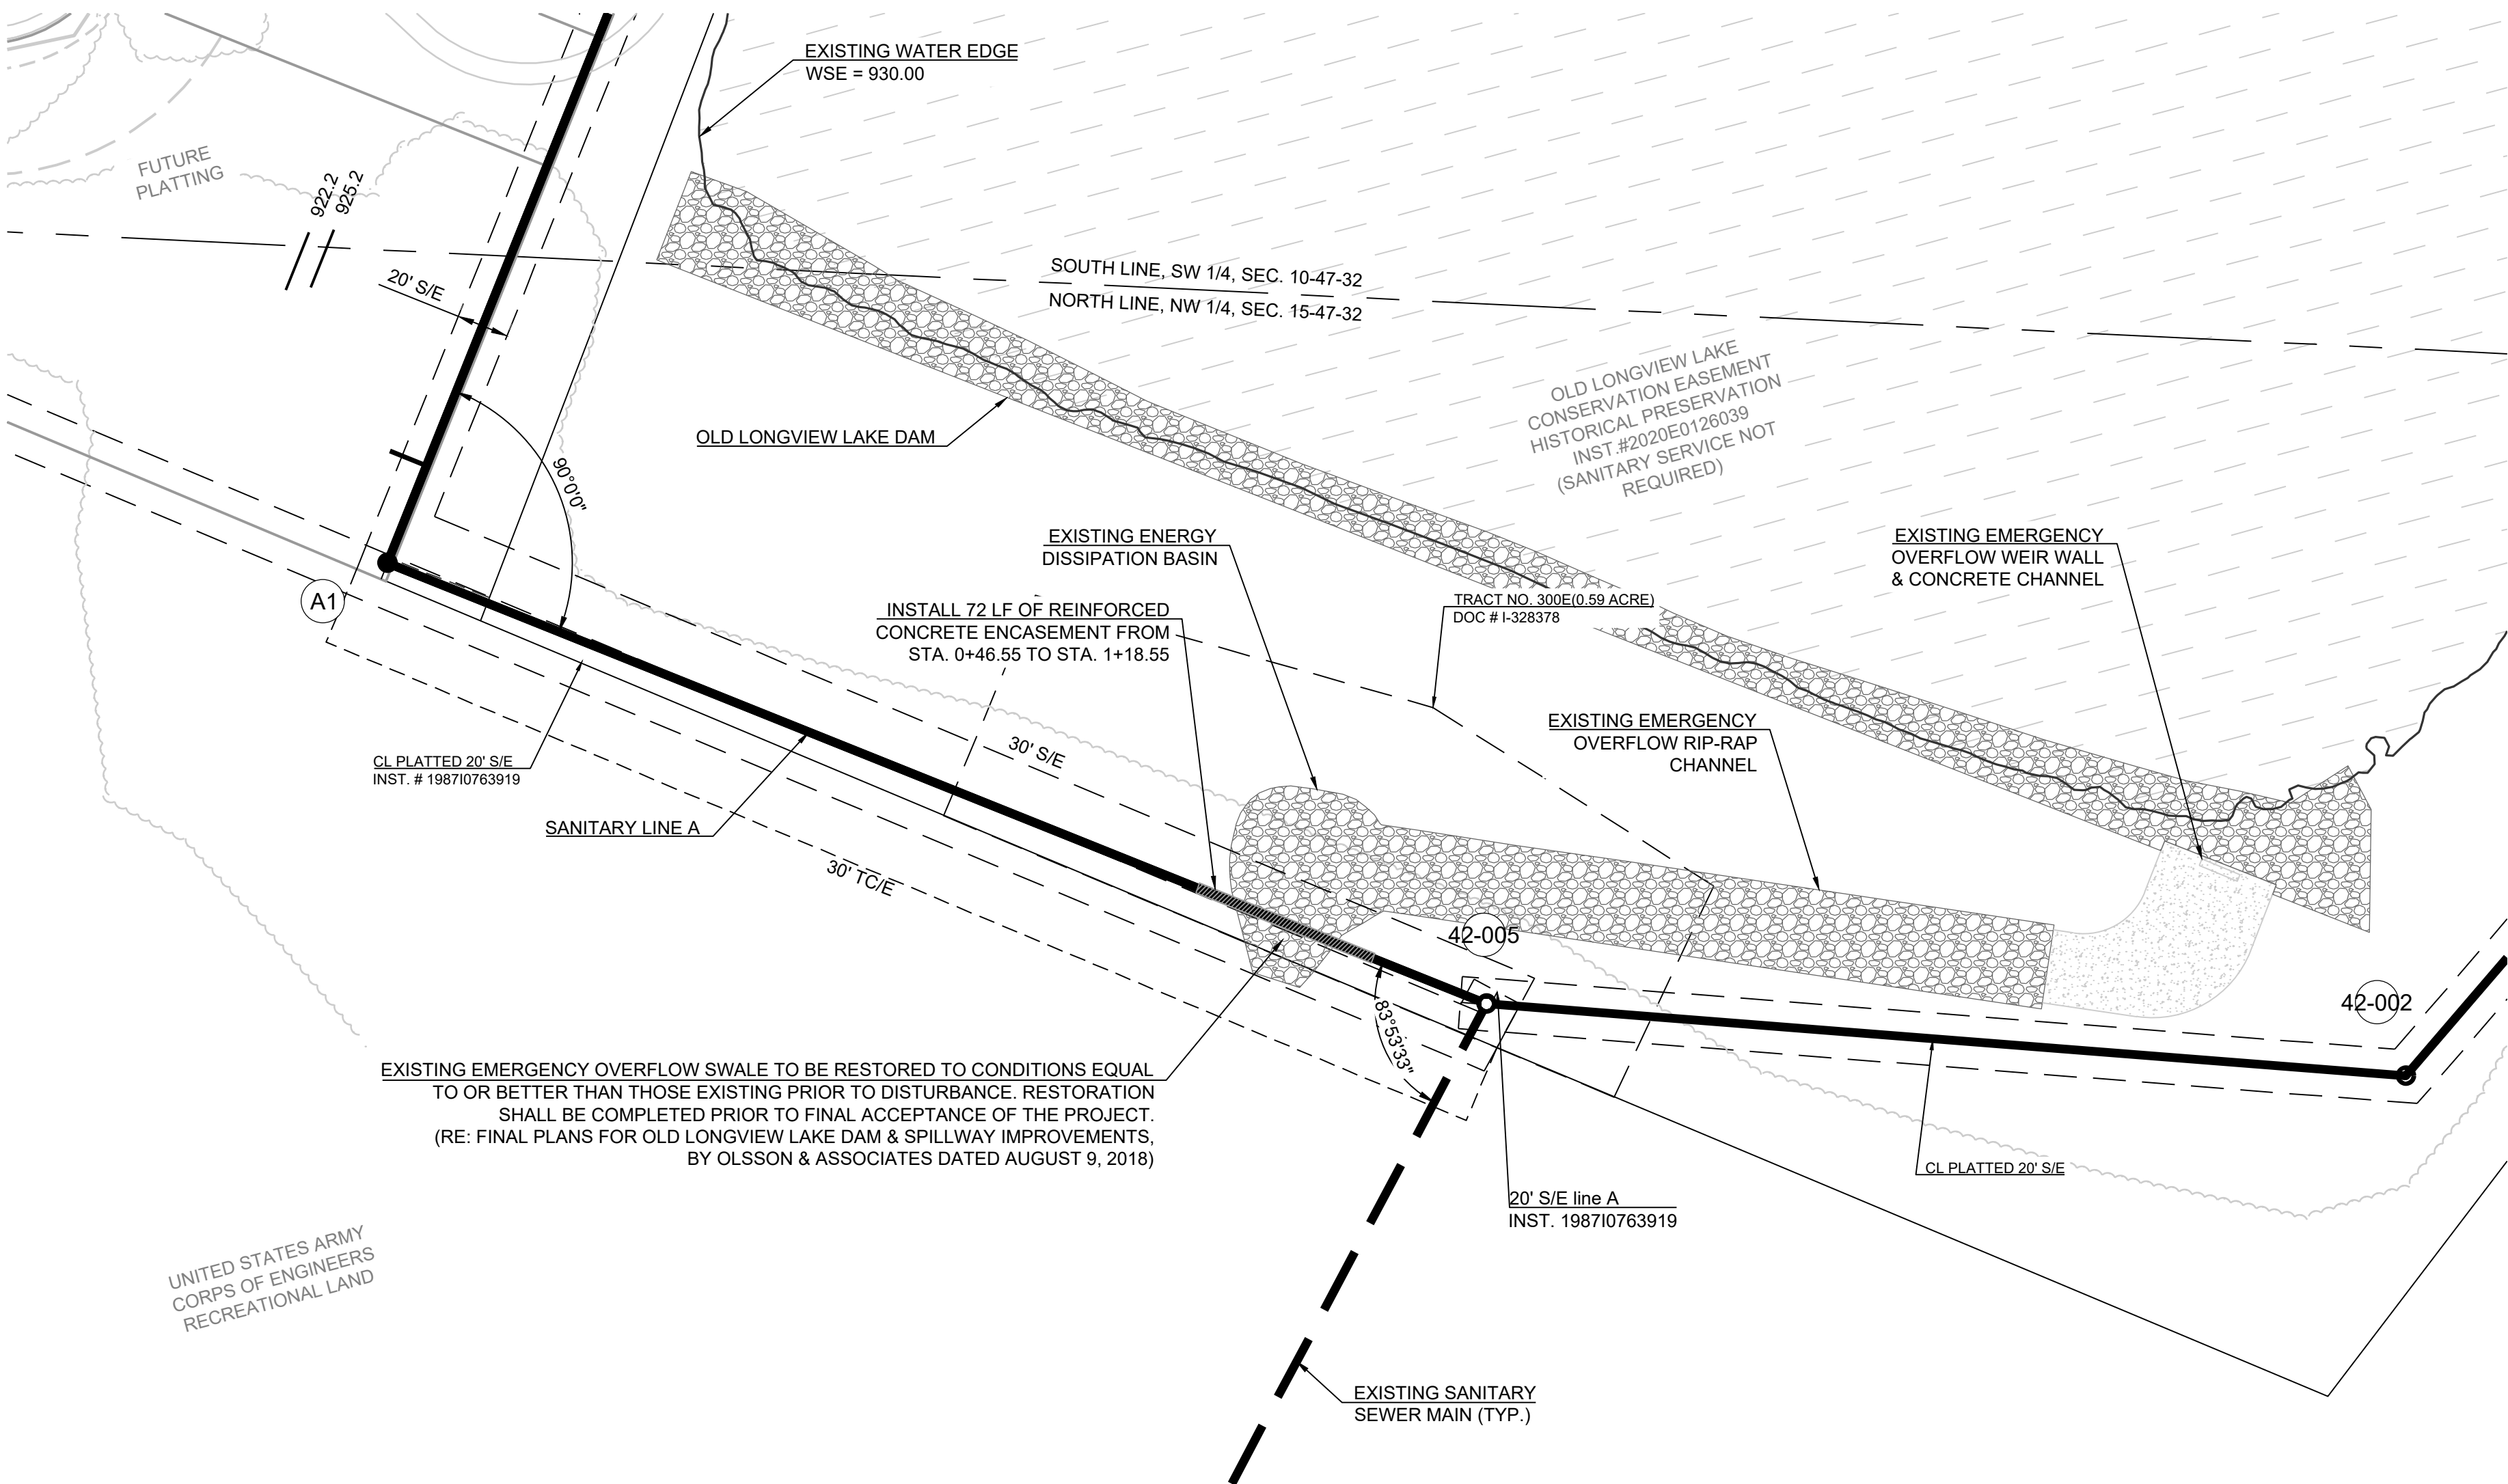 EXISTING WATER EDGE
WSE = 930.00
FUTURE
PLATTING
922.2
925.2
20' S/E
SOUTH LINE, SW 1/4, SEC. 10-47-32
NORTH LINE, NW 1/4, SEC. 15-47-32
OLD LONGVIEW LAKE
CONSERVATION EASEMENT
HISTORICAL PRESERVATION
INST.#2020E0126039
(SANITARY SERVICE NOT
REQUIRED)
OLD LONGVIEW LAKE DAM
90°0'0"
EXISTING ENERGY
DISSIPATION BASIN
EXISTING EMERGENCY
OVERFLOW WEIR WALL
& CONCRETE CHANNEL
A1
INSTALL 72 LF OF REINFORCED
CONCRETE ENCASEMENT FROM
STA. 0+46.55 TO STA. 1+18.55
TRACT NO. 300E(0.59 ACRE)
DOC # I-328378
EXISTING EMERGENCY
OVERFLOW RIP-RAP
CHANNEL
30' S/E
CL PLATTED 20' S/E
INST. # 1987I0763919
SANITARY LINE A
30' TC/E
42-005
42-002
83°53'33"
EXISTING EMERGENCY OVERFLOW SWALE TO BE RESTORED TO CONDITIONS EQUAL
TO OR BETTER THAN THOSE EXISTING PRIOR TO DISTURBANCE. RESTORATION
SHALL BE COMPLETED PRIOR TO FINAL ACCEPTANCE OF THE PROJECT.
(RE: FINAL PLANS FOR OLD LONGVIEW LAKE DAM & SPILLWAY IMPROVEMENTS,
BY OLSSON & ASSOCIATES DATED AUGUST 9, 2018)
CL PLATTED 20' S/E
20' S/E line A
INST. 1987I0763919
UNITED STATES ARMY
CORPS OF ENGINEERS
RECREATIONAL LAND
EXISTING SANITARY
SEWER MAIN (TYP.)